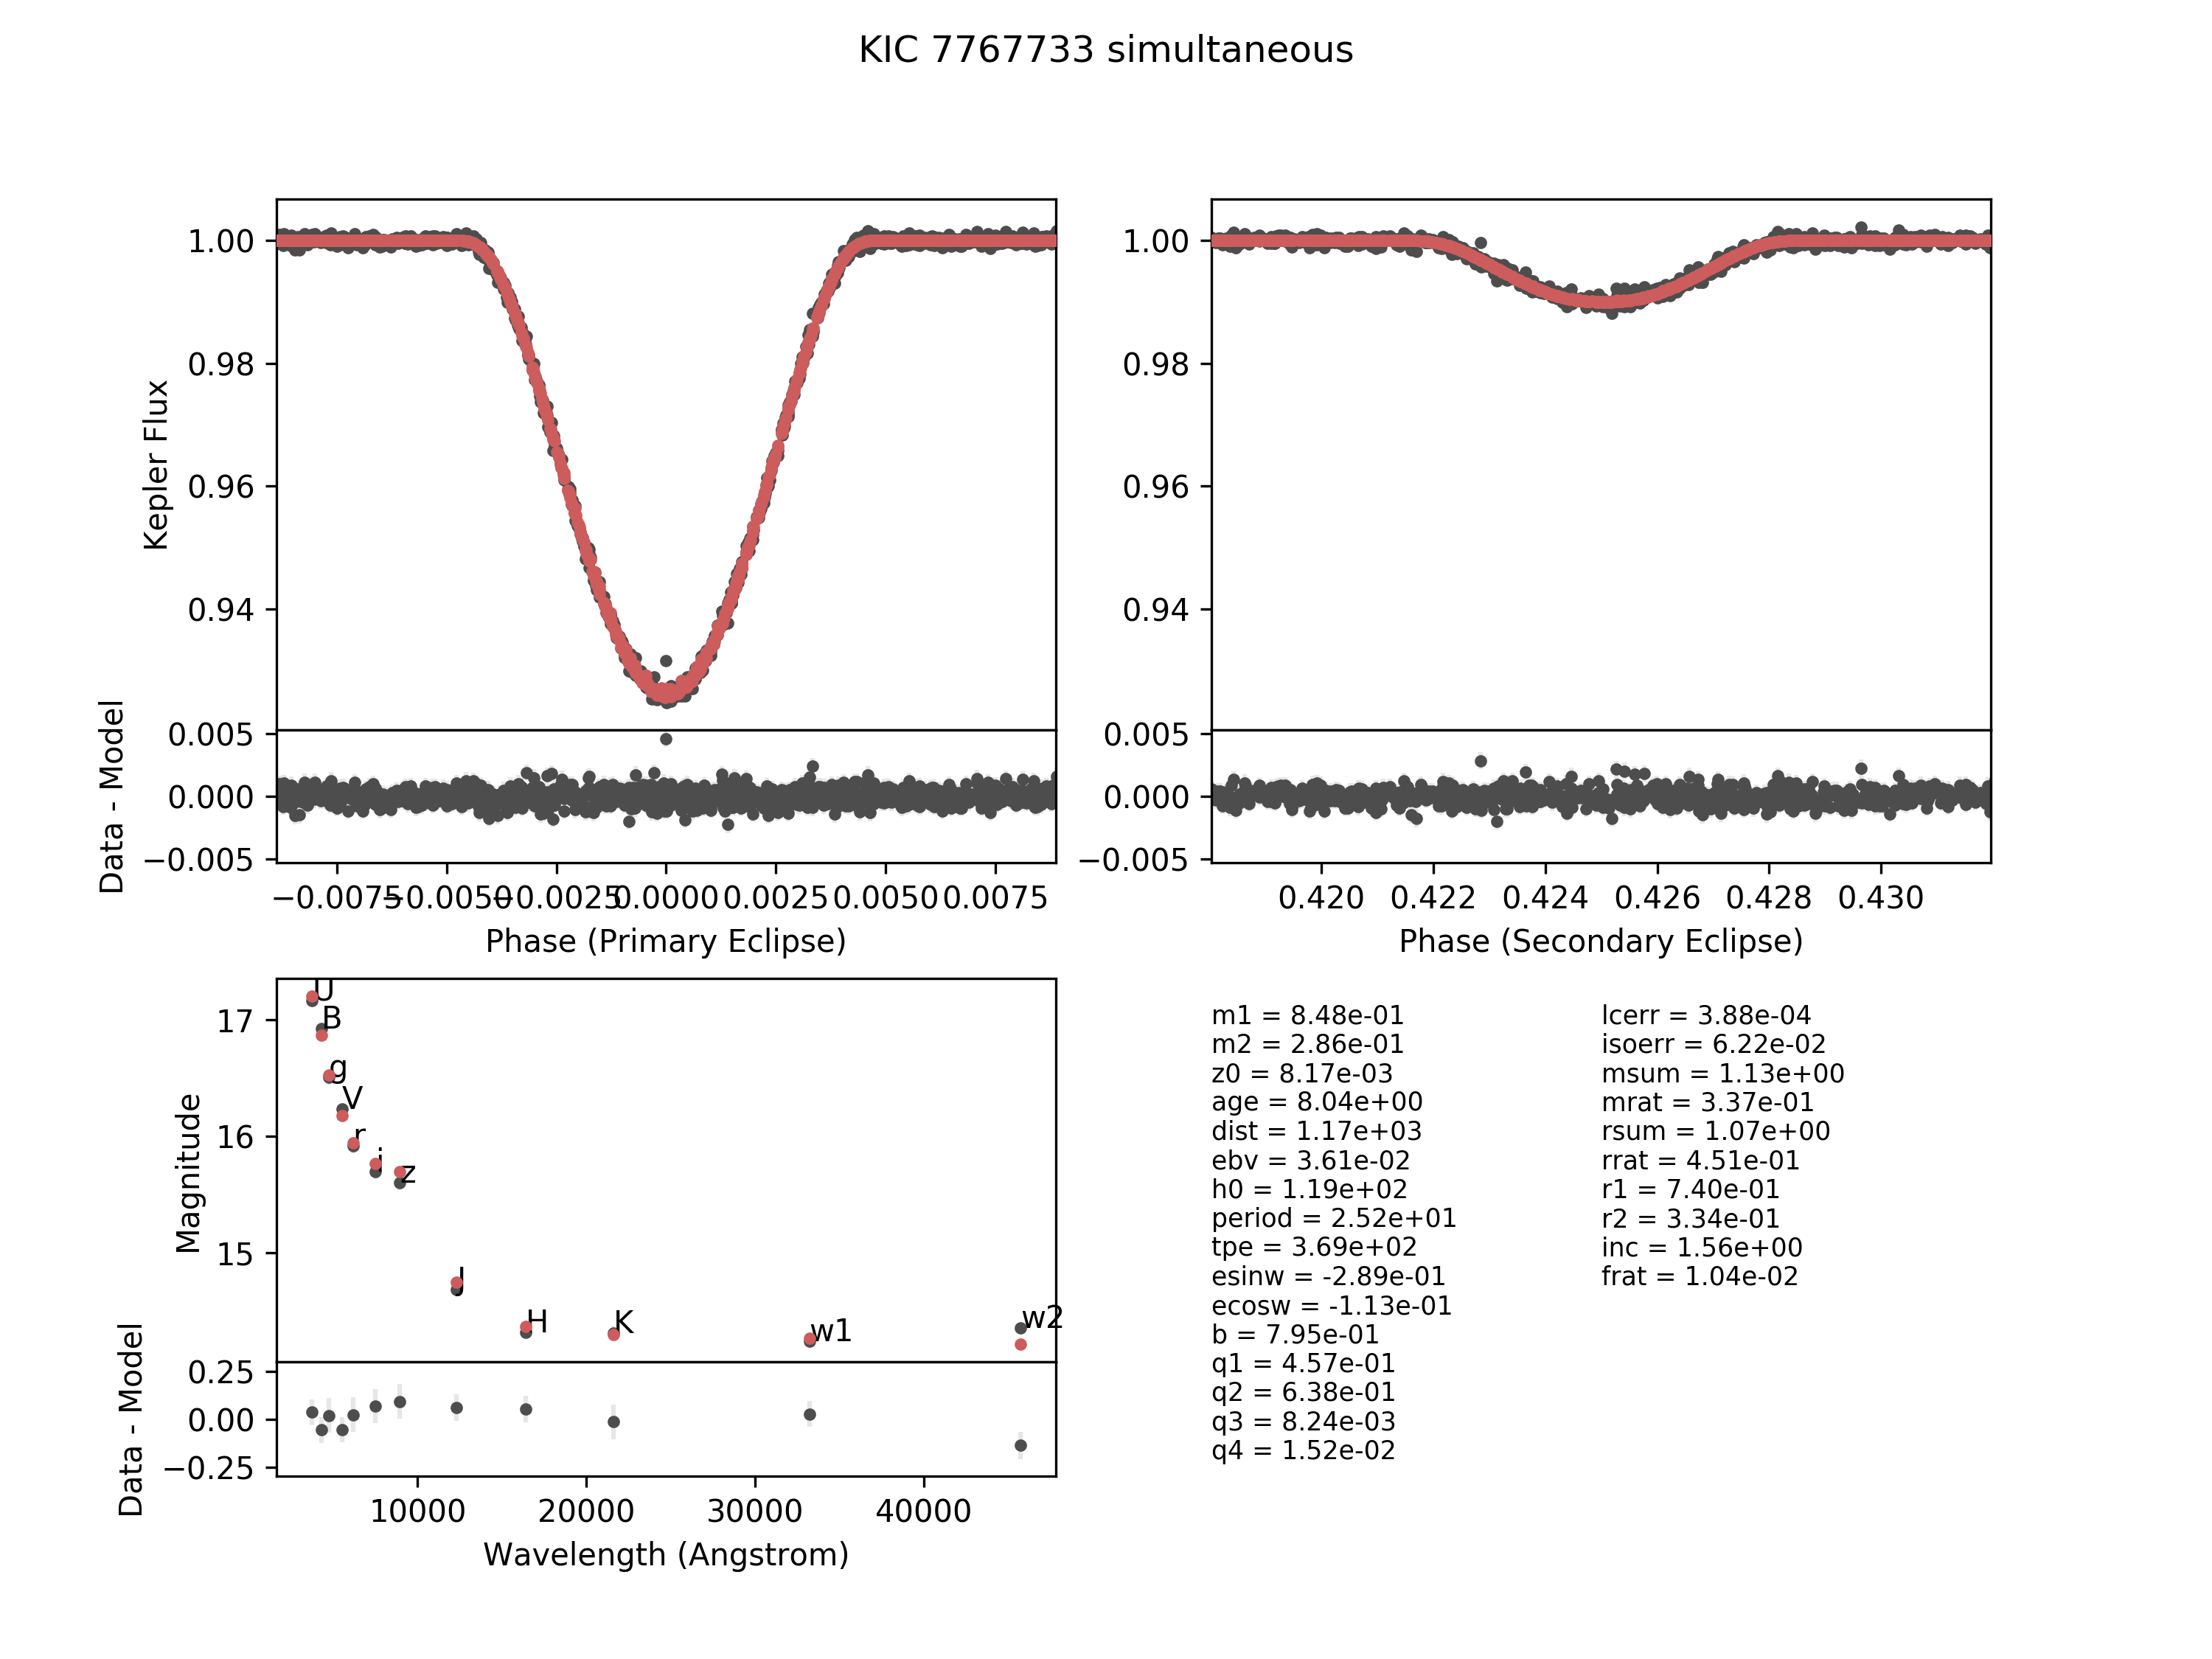 KIC 7767733 simultaneous
1.00
0.98
0.96
0.94
Kepler Flux
0.005
0.000
−0.005
Data - Model
−0.0075 −0.0050 −0.0025 0.0000 0.0025 0.0050 0.0075
Phase (Primary Eclipse)
1.00
0.98
0.96
0.94
0.005
0.000
−0.005
0.420 0.422 0.424 0.426 0.428 0.430
Phase (Secondary Eclipse)
17
16
15
Magnitude
U
B
g
V
r
i
z
J
H
K
w1
w2
0.25
0.00
−0.25
Data - Model
10000 20000 30000 40000
Wavelength (Angstrom)
m1 = 8.48e-01
m2 = 2.86e-01
z0 = 8.17e-03
age = 8.04e+00
dist = 1.17e+03
ebv = 3.61e-02
h0 = 1.19e+02
period = 2.52e+01
tpe = 3.69e+02
esinw = -2.89e-01
ecosw = -1.13e-01
b = 7.95e-01
q1 = 4.57e-01
q2 = 6.38e-01
q3 = 8.24e-03
q4 = 1.52e-02
lcerr = 3.88e-04
isoerr = 6.22e-02
msum = 1.13e+00
mrat = 3.37e-01
rsum = 1.07e+00
rrat = 4.51e-01
r1 = 7.40e-01
r2 = 3.34e-01
inc = 1.56e+00
frat = 1.04e-02